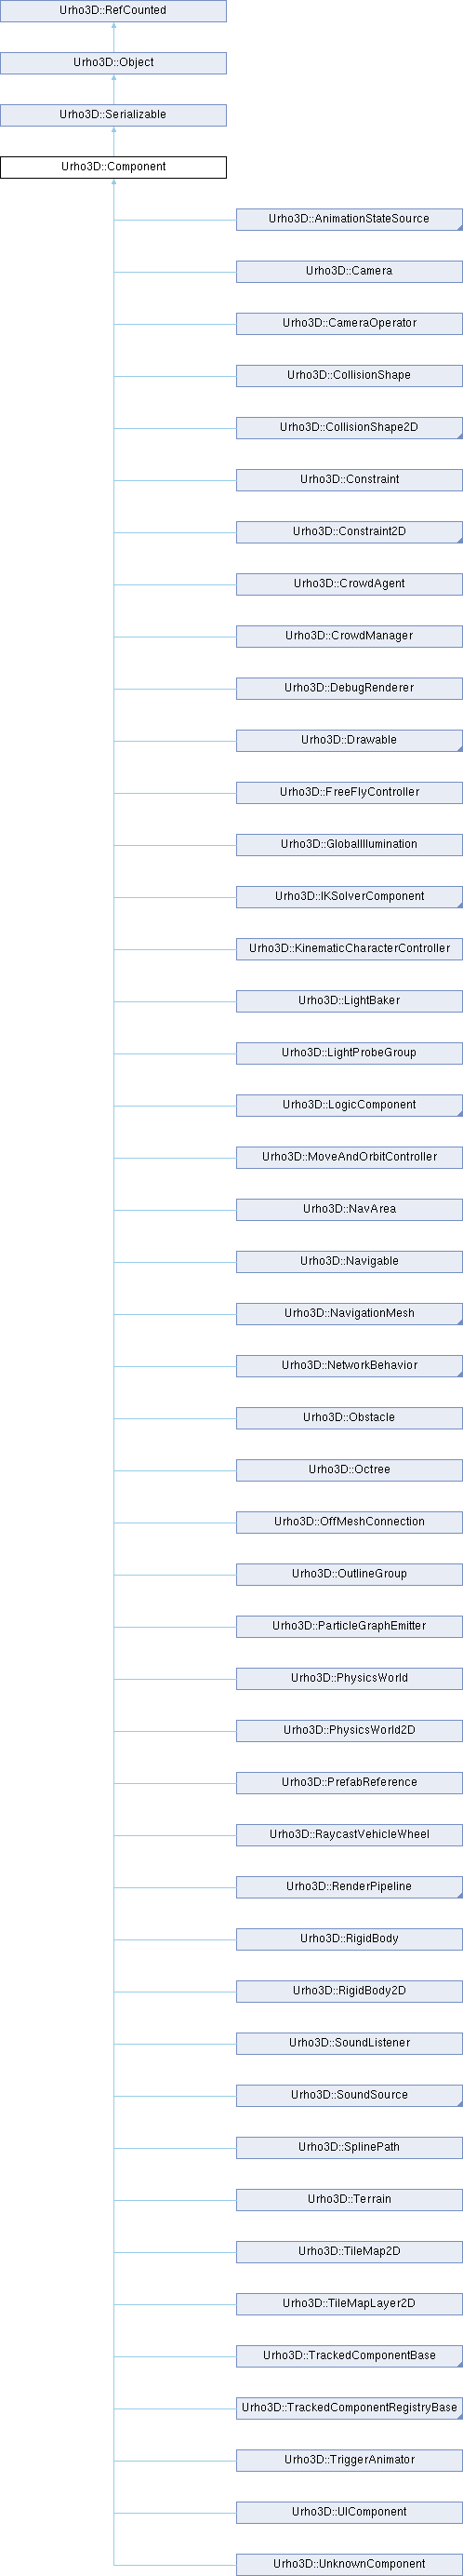 Urho3D::RefCounted
Urho3D::Object
Urho3D::Serializable
Urho3D::Component
Urho3D::AnimationStateSource
Urho3D::Camera
Urho3D::CameraOperator
Urho3D::CollisionShape
Urho3D::CollisionShape2D
Urho3D::Constraint
Urho3D::Constraint2D
Urho3D::CrowdAgent
Urho3D::CrowdManager
Urho3D::DebugRenderer
Urho3D::Drawable
Urho3D::FreeFlyController
Urho3D::GlobalIllumination
Urho3D::IKSolverComponent
Urho3D::KinematicCharacterController
Urho3D::LightBaker
Urho3D::LightProbeGroup
Urho3D::LogicComponent
Urho3D::MoveAndOrbitController
Urho3D::NavArea
Urho3D::Navigable
Urho3D::NavigationMesh
Urho3D::NetworkBehavior
Urho3D::Obstacle
Urho3D::Octree
Urho3D::OffMeshConnection
Urho3D::OutlineGroup
Urho3D::ParticleGraphEmitter
Urho3D::PhysicsWorld
Urho3D::PhysicsWorld2D
Urho3D::PrefabReference
Urho3D::RaycastVehicleWheel
Urho3D::RenderPipeline
Urho3D::RigidBody
Urho3D::RigidBody2D
Urho3D::SoundListener
Urho3D::SoundSource
Urho3D::SplinePath
Urho3D::Terrain
Urho3D::TileMap2D
Urho3D::TileMapLayer2D
Urho3D::TrackedComponentBase
Urho3D::TrackedComponentRegistryBase
Urho3D::TriggerAnimator
Urho3D::UIComponent
Urho3D::UnknownComponent